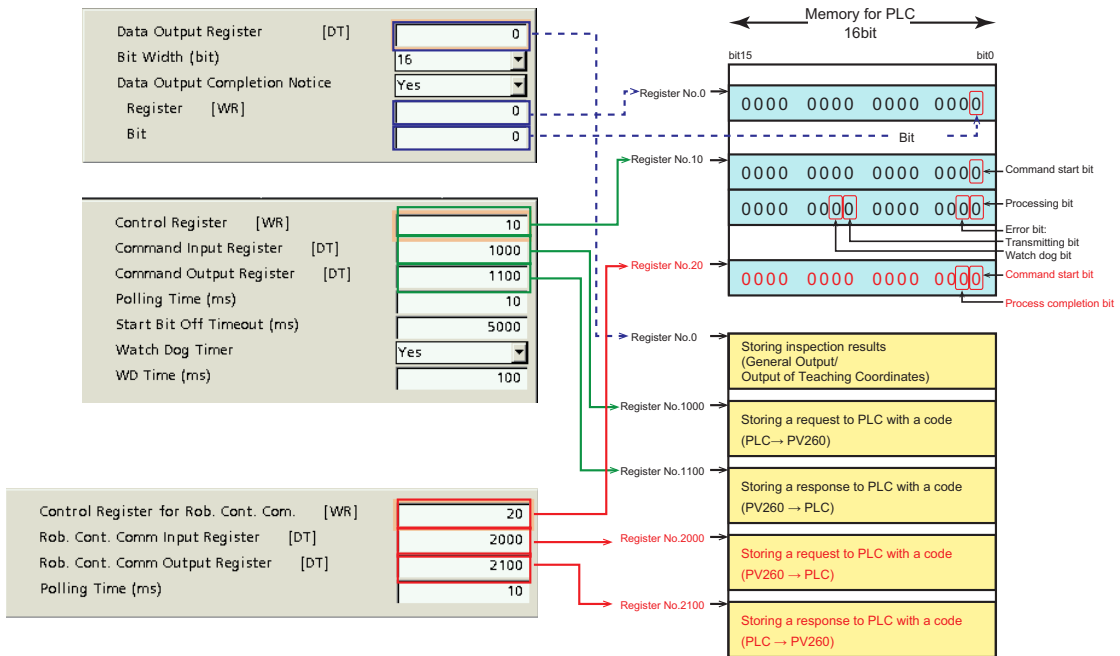 Data Output Register [DT] 0
Bit Width (bit) 16
Data Output Completion Notice Yes
Register [WR] 0
Bit 0
Control Register [WR] 10
Command Input Register [DT] 1000
Command Output Register [DT] 1100
Polling Time (ms) 10
Start Bit Off Timeout (ms) 5000
Watch Dog Timer Yes
WD Time (ms) 100
Control Register for Rob. Cont. Com. [WR] 20
Rob. Cont. Comm Input Register [DT] 2000
Rob. Cont. Comm Output Register [DT] 2100
Polling Time (ms) 10
Memory for PLC
16bit
bit15 bit0
Register No.0
0000 0000 0000 0000
Bit
Register No.10
0000 0000 0000 0000
Command start bit
0000 0000 0000 0000
Processing bit
Error bit:
Transmitting bit
Watch dog bit
Register No.20
0000 0000 0000 0000
Command start bit
Process completion bit
Register No.0
Storing inspection results
(General Output/
Output of Teaching Coordinates)
Register No.1000
Storing a request to PLC with a code
(PLC→ PV260)
Register No.1100
Storing a response to PLC with a code
(PV260 → PLC)
Register No.2000
Storing a request to PLC with a code
(PV260 → PLC)
Register No.2100
Storing a response to PLC with a code
(PLC → PV260)